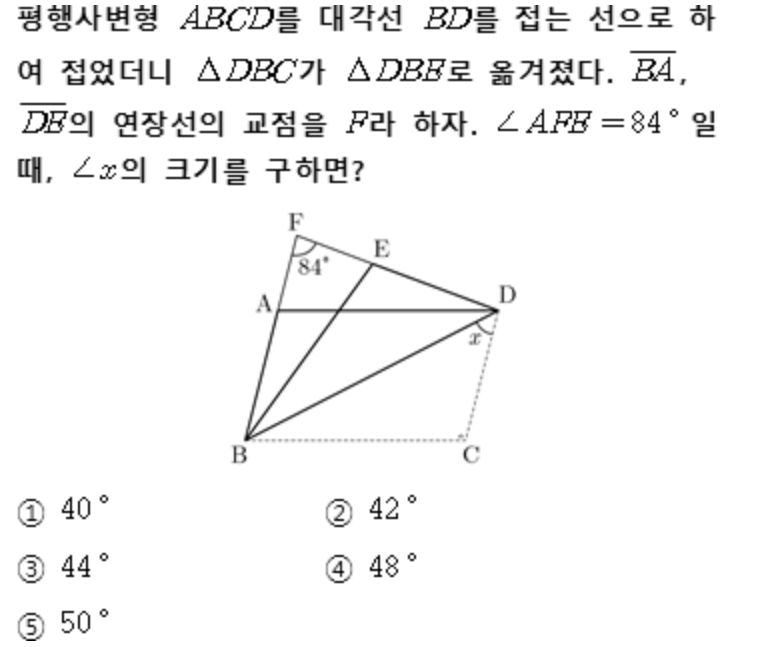 평행사변형 ABCD를 대각선 BD를 접는 선으로 하
여 접었더니 △DBC가 △DBE로 옮겨졌다. BA,
DE의 연장선의 교점을 F라 하자. ∠AFE=84°일
때, ∠x의 크기를 구하면?
F
E
84°
A
D
x
B
C
① 40°
② 42°
③ 44°
④ 48°
⑤ 50°